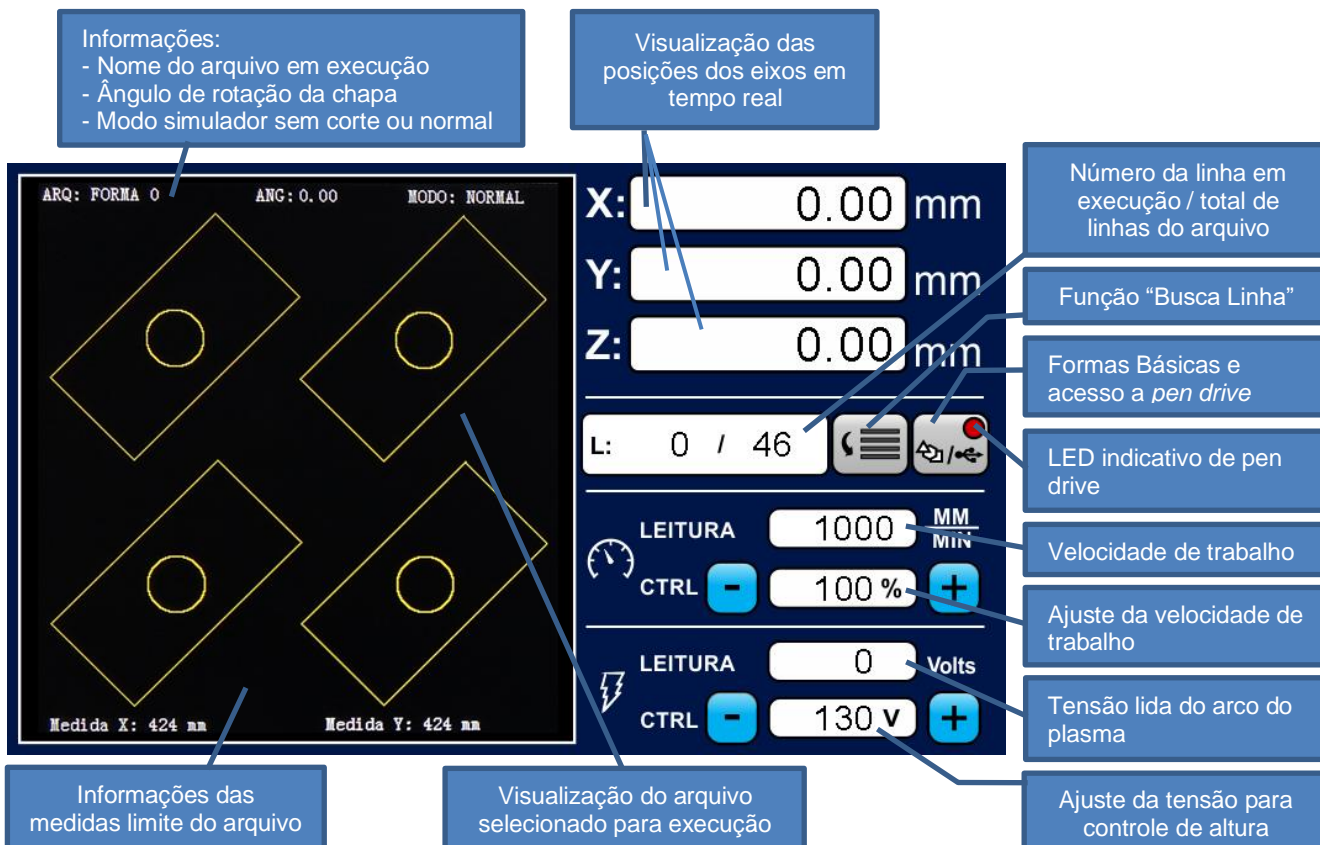 Informações:
- Nome do arquivo em execução
- Ângulo de rotação da chapa
- Modo simulador sem corte ou normal
Visualização das
posições dos eixos em
tempo real
Número da linha em
execução / total de
linhas do arquivo
Função “Busca Linha”
Formas Básicas e
acesso a pen drive
LED indicativo de pen
drive
Velocidade de trabalho
Ajuste da velocidade de
trabalho
Tensão lida do arco do
plasma
Ajuste da tensão para
controle de altura
ARQ: FORMA 0 ANG:0.00 MODO: NORMAL
Medida X: 424 mm Medida Y: 424 mm
X: 0.00 mm
Y: 0.00 mm
Z: 0.00 mm
L: 0 / 46
LEITURA 1000 MM
MIN
CTRL - 100 % +
LEITURA 0 Volts
CTRL - 130 V +
Informações das
medidas limite do arquivo
Visualização do arquivo
selecionado para execução